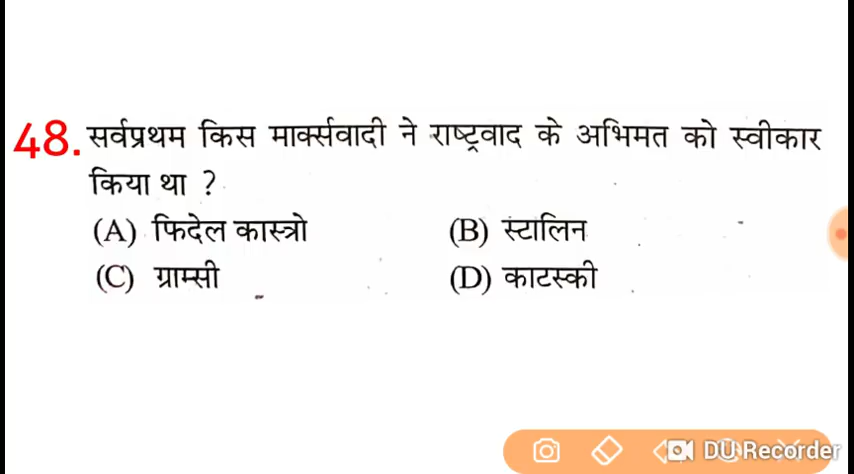 48. सर्वप्रथम किस मार्क्सवादी ने राष्ट्रवाद के अभिमत को स्वीकार
किया था ?
(A) फिदेल कास्त्रो (B) स्टालिन
(C) ग्राम्सी (D) काटस्की
DU Recorder